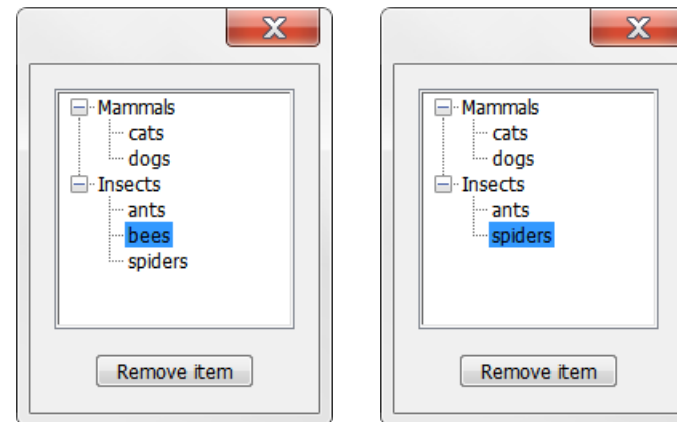 Mammals
cats
dogs
Insects
ants
bees
spiders
Remove item
Mammals
cats
dogs
Insects
ants
spiders
Remove item